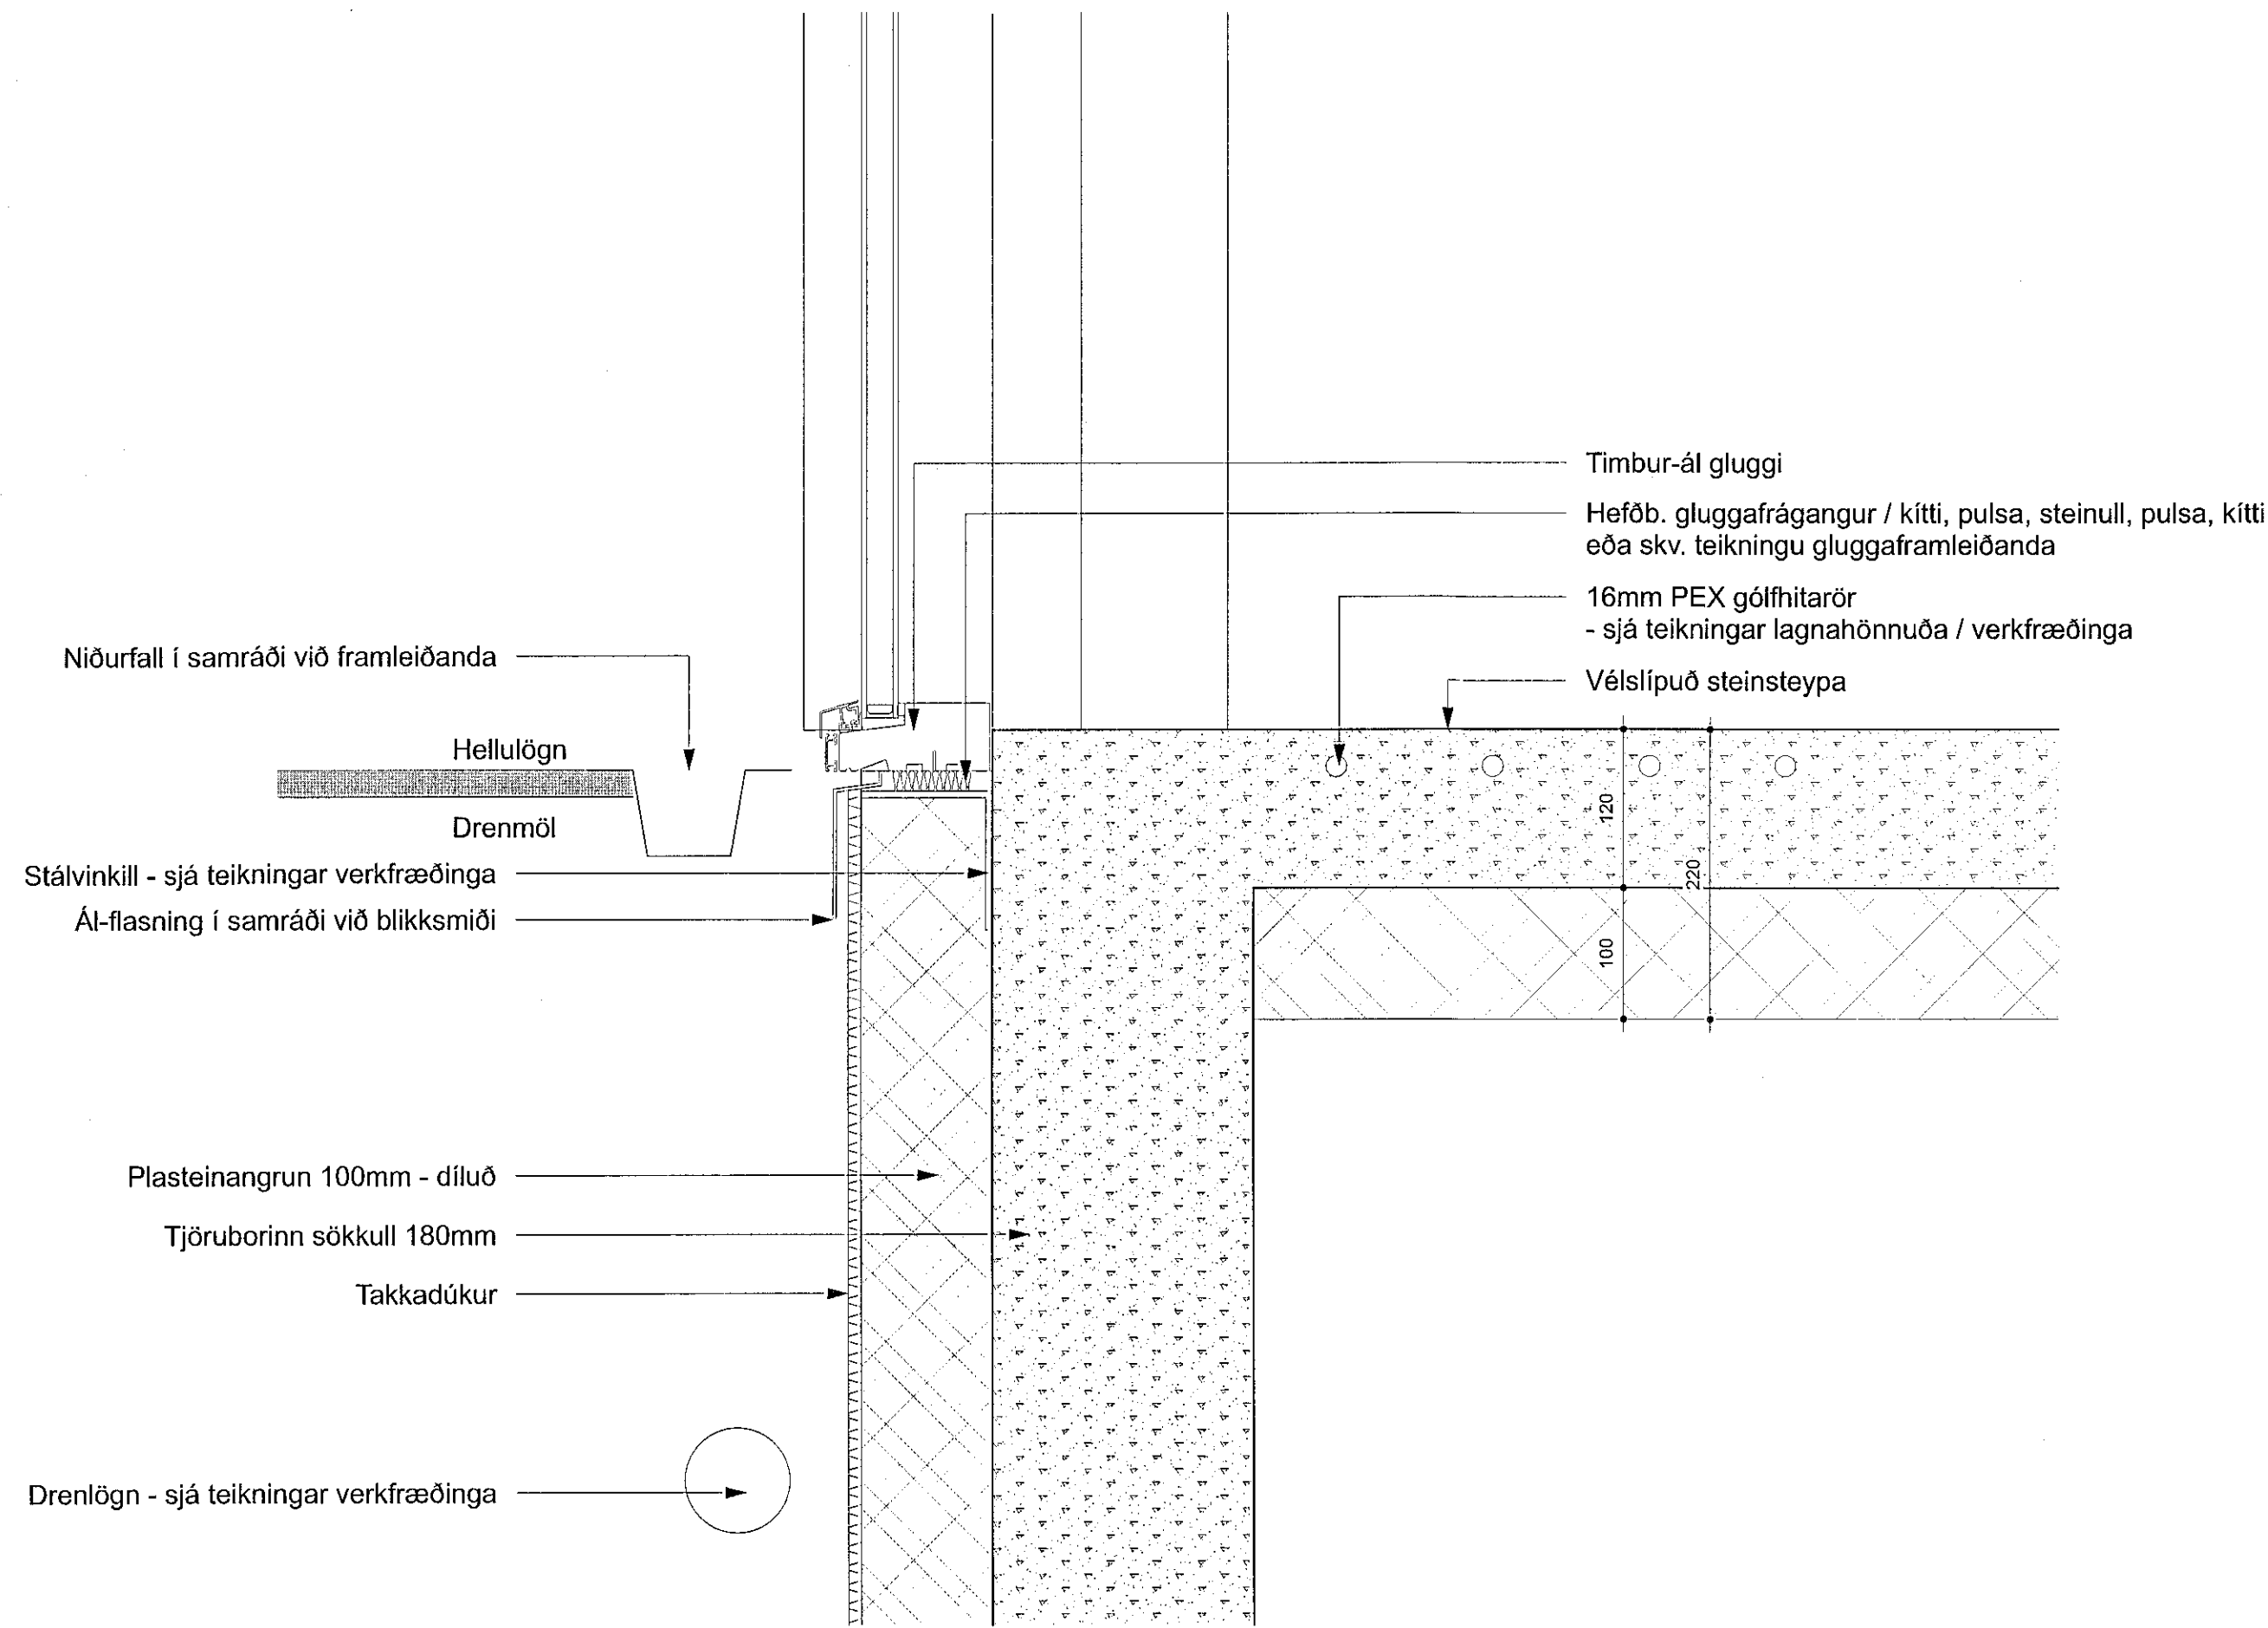 Timbur-ál gluggi
Hefðb. gluggafrágangur / kítti, pulsa, steinull, pulsa, kítti
eða skv. teikningu gluggaframleiðanda
16mm PEX gólfhitarör
- sjá teikningar lagnahönnuða / verkfræðinga
Vélslípuð steinsteypa
Niðurfall í samráði við framleiðanda
Hellulögn
Drenmöl
Stálvinkill - sjá teikningar verkfræðinga
Ál-flasning í samráði við blikksmiði
120
220
100
Plasteinangrun 100mm - díluð
Tjöruborinn sökkull 180mm
Takkadúkur
Drenlögn - sjá teikningar verkfræðinga